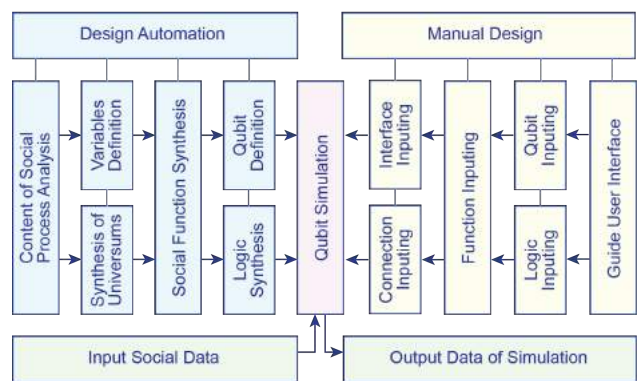 Design Automation
Manual Design
Content of Social
Process Analysis
Variables
Definition
Synthesis of
Universums
Social Function Synthesis
Qubit
Definition
Logic
Synthesis
Qubit Simulation
Interface
Inputing
Connection
Inputing
Function Inputing
Qubit
Inputing
Logic
Inputing
Guide User Interface
Input Social Data
Output Data of Simulation